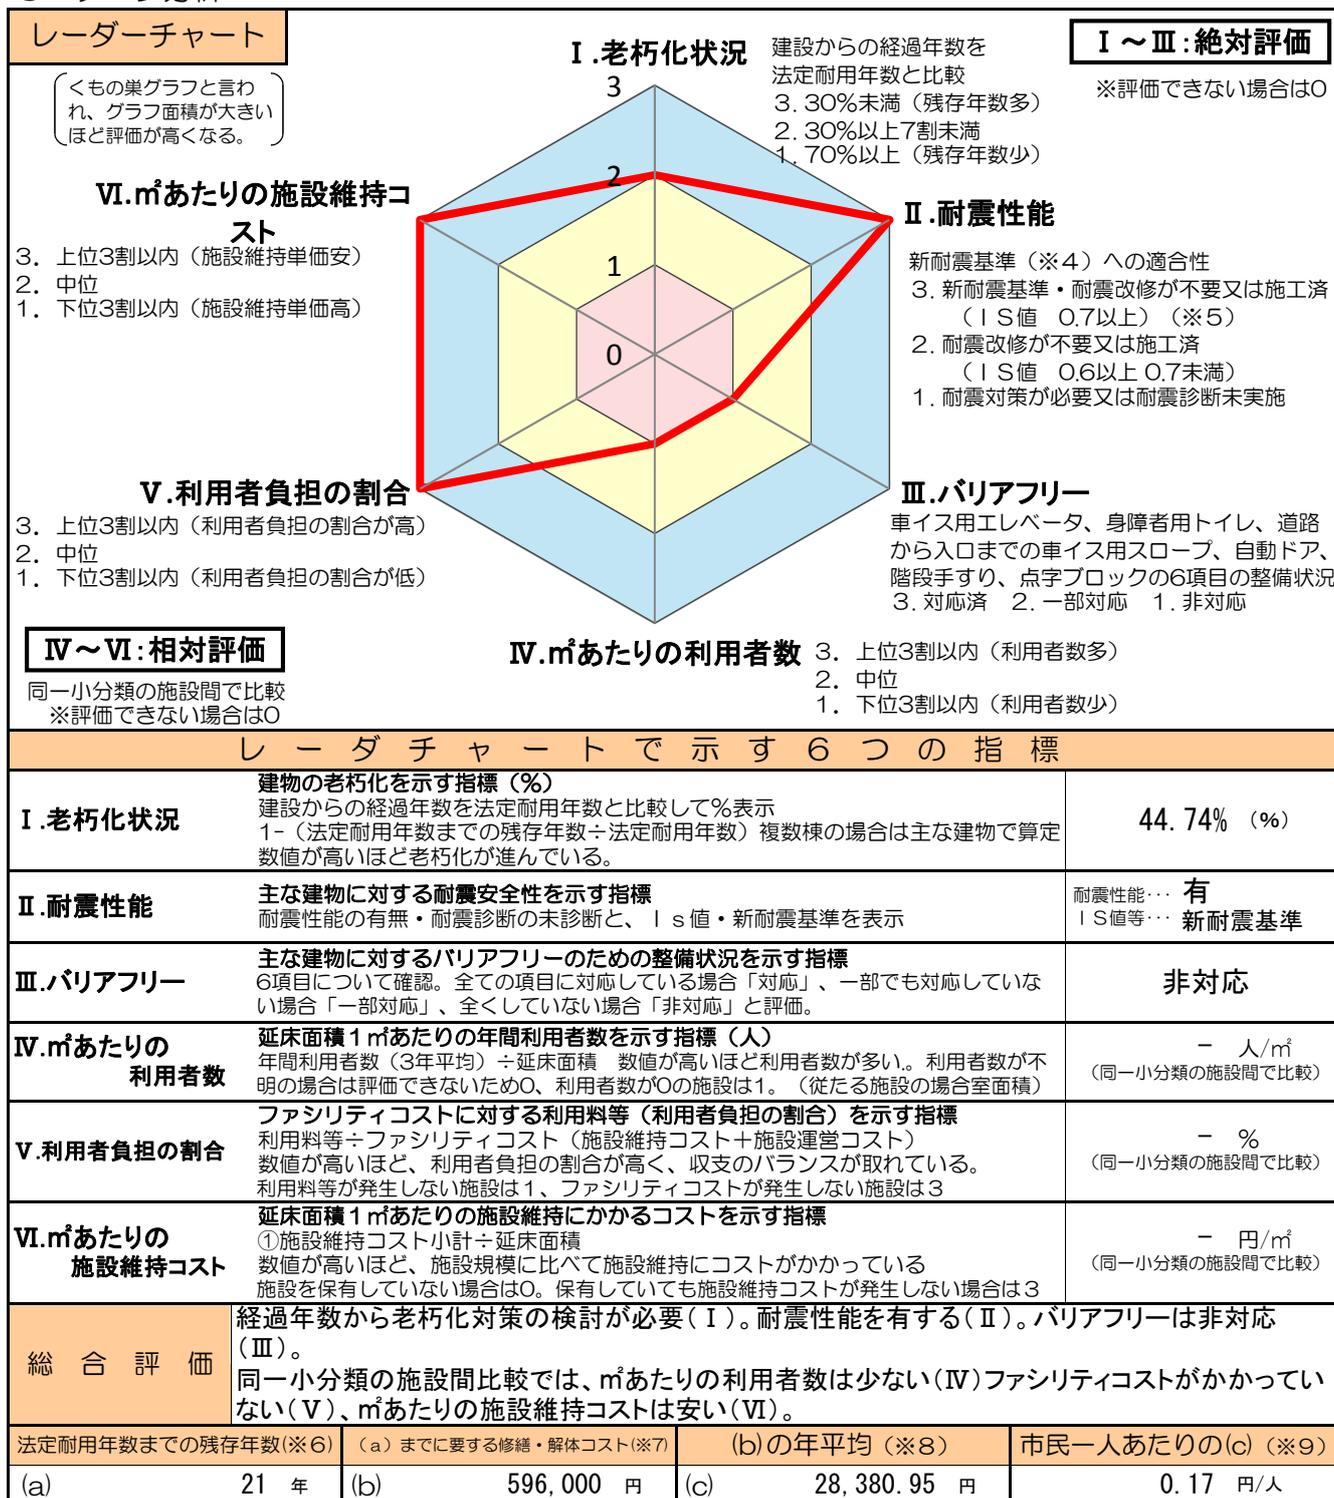 レーダーチャート
くもの巣グラフと言わ
れ、グラフ面積が大きい
ほど評価が高くなる。
Ⅰ.老朽化状況
建設からの経過年数を
法定耐用年数と比較
3. 30%未満（残存年数多）
2. 30%以上7割未満
1. 70%以上（残存年数少）
Ⅰ～Ⅲ:絶対評価
※評価できない場合は0
3
2
1
0
Ⅵ.㎡あたりの施設維持コ
スト
3. 上位3割以内（施設維持単価安）
2. 中位
1. 下位3割以内（施設維持単価高）
Ⅱ.耐震性能
新耐震基準（※4）への適合性
3. 新耐震基準・耐震改修が不要又は施工済
（ＩＳ値 0.7以上）（※5）
2. 耐震改修が不要又は施工済
（ＩＳ値 0.6以上 0.7未満）
1. 耐震対策が必要又は耐震診断未実施
Ⅴ.利用者負担の割合
3. 上位3割以内（利用者負担の割合が高）
2. 中位
1. 下位3割以内（利用者負担の割合が低）
Ⅲ.バリアフリー
車イス用エレベータ、身障者用トイレ、道路
から入口までの車イス用スロープ、自動ドア、
階段手すり、点字ブロックの6項目の整備状況
3. 対応済 2. 一部対応 1. 非対応
Ⅳ～Ⅵ:相対評価
同一小分類の施設間で比較
※評価できない場合は0
Ⅳ.㎡あたりの利用者数
3. 上位3割以内（利用者数多）
2. 中位
1. 下位3割以内（利用者数少）
レーダチャートで示す６つの指標
Ⅰ.老朽化状況
建物の老朽化を示す指標（%）
建設からの経過年数を法定耐用年数と比較して%表示
1-（法定耐用年数までの残存年数÷法定耐用年数）複数棟の場合は主な建物で算定
数値が高いほど老朽化が進んでいる。
44.74% （%）
Ⅱ.耐震性能
主な建物に対する耐震安全性を示す指標
耐震性能の有無・耐震診断の未診断と、Ｉｓ値・新耐震基準を表示
耐震性能･･･ 有
ＩＳ値等･･･ 新耐震基準
Ⅲ.バリアフリー
主な建物に対するバリアフリーのための整備状況を示す指標
6項目について確認。全ての項目に対応している場合「対応」、一部でも対応していな
い場合「一部対応」、全くしていない場合「非対応」と評価。
非対応
Ⅳ.㎡あたりの
利用者数
延床面積１㎡あたりの年間利用者数を示す指標（人）
年間利用者数（3年平均）÷延床面積 数値が高いほど利用者数が多い。利用者数が不
明の場合は評価できないため0、利用者数が0の施設は1。（従たる施設の場合室面積）
－ 人/㎡
（同一小分類の施設間で比較）
Ⅴ.利用者負担の割合
ファシリティコストに対する利用料等（利用者負担の割合）を示す指標
利用料等÷ファシリティコスト（施設維持コスト＋施設運営コスト）
数値が高いほど、利用者負担の割合が高く、収支のバランスが取れている。
利用料等が発生しない施設は１、ファシリティコストが発生しない施設は３
－ %
（同一小分類の施設間で比較）
Ⅵ.㎡あたりの
施設維持コスト
延床面積１㎡あたりの施設維持にかかるコストを示す指標
①施設維持コスト小計÷延床面積
数値が高いほど、施設規模に比べて施設維持にコストがかかっている
施設を保有していない場合は0。保有していても施設維持コストが発生しない場合は３
－ 円/㎡
（同一小分類の施設間で比較）
総合評価
経過年数から老朽化対策の検討が必要(Ⅰ)。耐震性能を有する(Ⅱ)。バリアフリーは非対応
(Ⅲ)。
同一小分類の施設間比較では、㎡あたりの利用者数は少ない(Ⅳ)ファシリティコストがかかってい
ない(Ⅴ)、㎡あたりの施設維持コストは安い(Ⅵ)。
法定耐用年数までの残存年数(※6)
（a）までに要する修繕・解体コスト(※7)
(b)の年平均（※8）
市民一人あたりの(c)（※9）
(a) 21 年
(b) 596,000 円
(c) 28,380.95 円
0.17 円/人